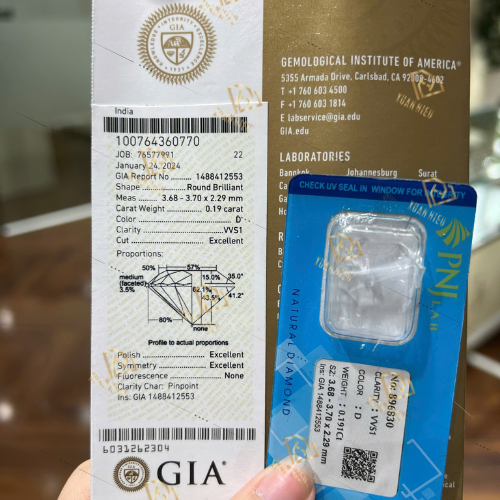 GIA
India
100764360770
JOB: 76577991 22
January 24, 2024
GIA Report No ........ 1488412553
Shape ........ Round Brilliant
Meas ........ 3.68 - 3.70 x 2.29 mm
Carat Weight ........ 0.19 carat
Color ........ D
Clarity ........ VVS1
Cut ........ Excellent
Proportions:
50% 57%
medium (faceted) 3.5%
15.0% 35.0°
62.1%
43.5% 41.2°
80%
none
Profile to actual proportions
Polish ........ Excellent
Symmetry ........ Excellent
Fluorescence ........ None
Clarity Char: Pinpoint
Ins: GIA 1488412553
6031262304
GIA®
GEMOLOGICAL INSTITUTE OF AMERICA®
5355 Armada Drive, Carlsbad, CA 92008-4602
T +1 760 603 4500
F +1 760 603 1814
E labservice@gia.edu
GIA.edu
LABORATORIES
Carlsbad Johannesburg Surat
CHECK UV SEAL IN WINDOW FOR
PNJ LAB
NATURAL DIAMOND
No: 896830
CLARITY : VVS1
COLOR : D
WEIGHT : 0.191Ct
SZ: 3.68 - 3.70 x 2.29 mm
Ins: GIA 1488412553
XUAN HIEU